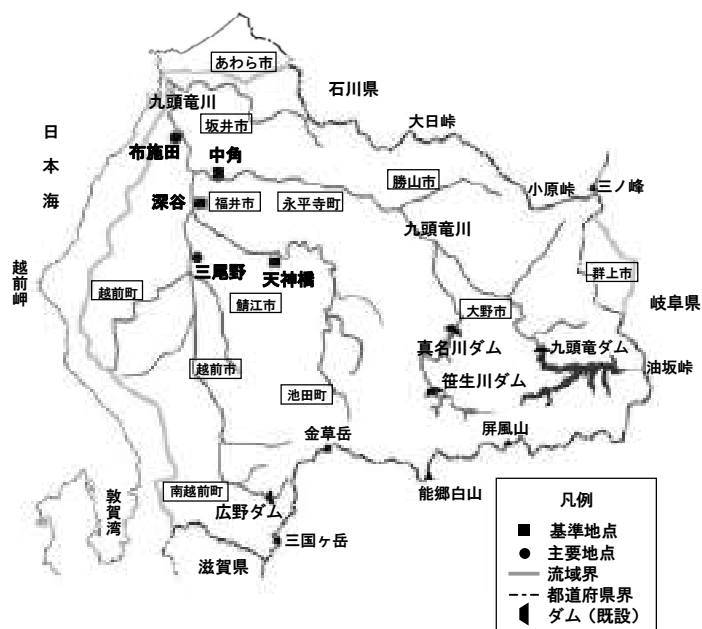 あわら市
石川県
九頭竜川
大日峠
坂井市
日本海
布施田
中角
勝山市
小原峠
三ノ峰
深谷
福井市
永平寺町
九頭竜川
越前岬
三尾野
天神橋
群上市
越前町
鯖江市
大野市
岐阜県
真名川ダム
九頭竜ダム
越前市
油坂峠
笹生川ダム
池田町
金草岳
屏風山
敦賀湾
南越前町
能郷白山
広野ダム
三国ヶ岳
滋賀県
凡例
基準地点
主要地点
流域界
都道府県界
ダム（既設）